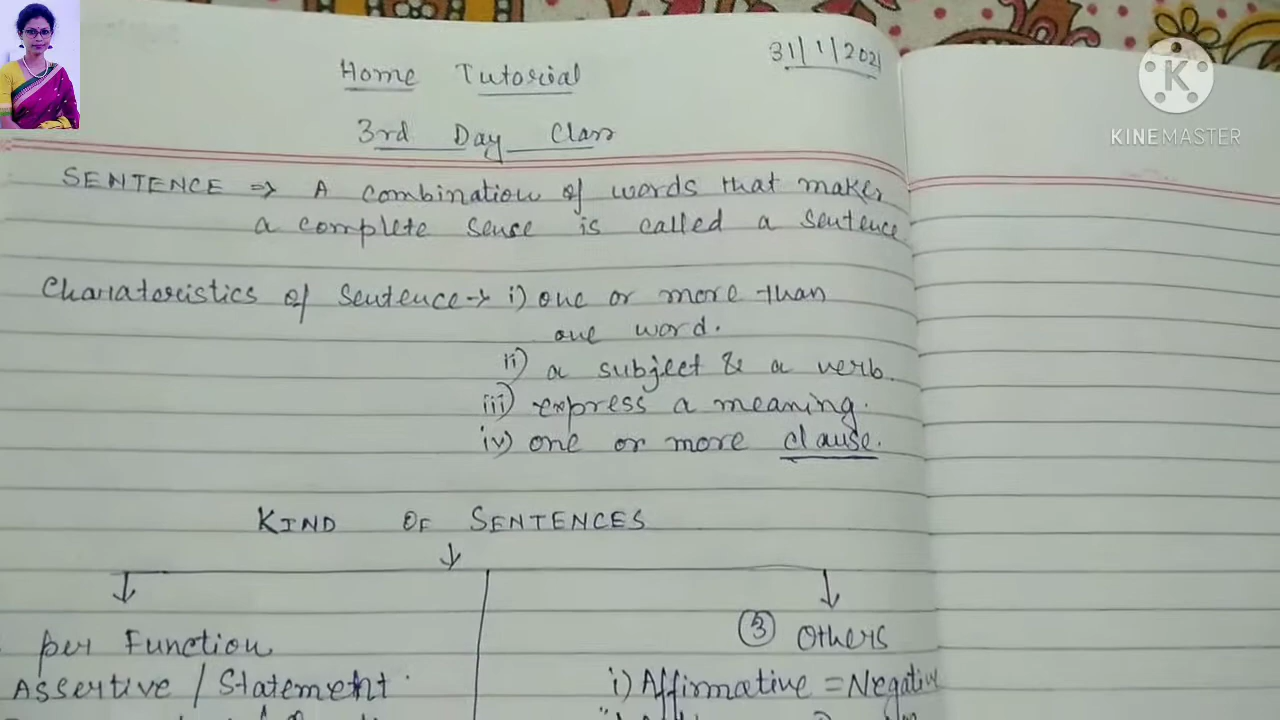 31/1/2021
Home Tutorial
3rd Day Class
SENTENCE => A combination of words that makes
a complete sense is called a sentence
Charatoristics of Sentence -> i) one or more than
one word.
ii) a subject & a verb.
iii) express a meaning.
iv) one or more clause.
KIND OF SENTENCES
per Function
③ Others
Assertive / Statement
i) Affirmative = Negative
K
KINEMASTER